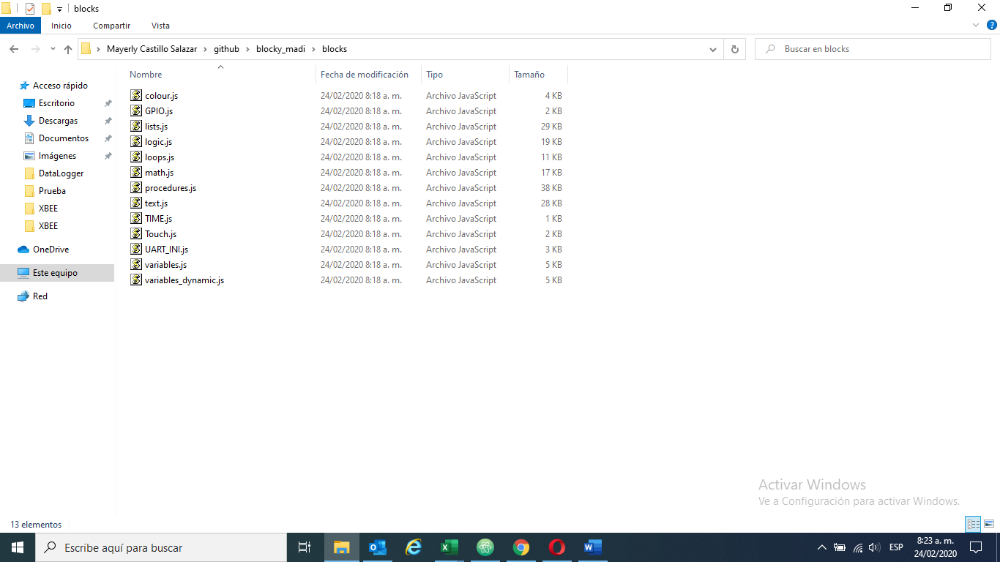 blocks
Archivo Inicio Compartir Vista
Mayerly Castillo Salazar > github > blocky_madi > blocks
Buscar en blocks
Nombre Fecha de modificación Tipo Tamaño
Acceso rápido
Escritorio
Descargas
Documentos
Imágenes
DataLogger
Prueba
XBEE
XBEE
OneDrive
Este equipo
Red
colour.js 24/02/2020 8:18 a. m. Archivo JavaScript 4 KB
GPIO.js 24/02/2020 8:18 a. m. Archivo JavaScript 2 KB
lists.js 24/02/2020 8:18 a. m. Archivo JavaScript 29 KB
logic.js 24/02/2020 8:18 a. m. Archivo JavaScript 19 KB
loops.js 24/02/2020 8:18 a. m. Archivo JavaScript 11 KB
math.js 24/02/2020 8:18 a. m. Archivo JavaScript 17 KB
procedures.js 24/02/2020 8:18 a. m. Archivo JavaScript 38 KB
text.js 24/02/2020 8:18 a. m. Archivo JavaScript 28 KB
TIME.js 24/02/2020 8:18 a. m. Archivo JavaScript 1 KB
Touch.js 24/02/2020 8:18 a. m. Archivo JavaScript 2 KB
UART_INI.js 24/02/2020 8:18 a. m. Archivo JavaScript 3 KB
variables.js 24/02/2020 8:18 a. m. Archivo JavaScript 5 KB
variables_dynamic.js 24/02/2020 8:18 a. m. Archivo JavaScript 5 KB
Activar Windows
Ve a Configuración para activar Windows.
13 elementos
Escribe aquí para buscar
ESP
8:23 a. m.
24/02/2020